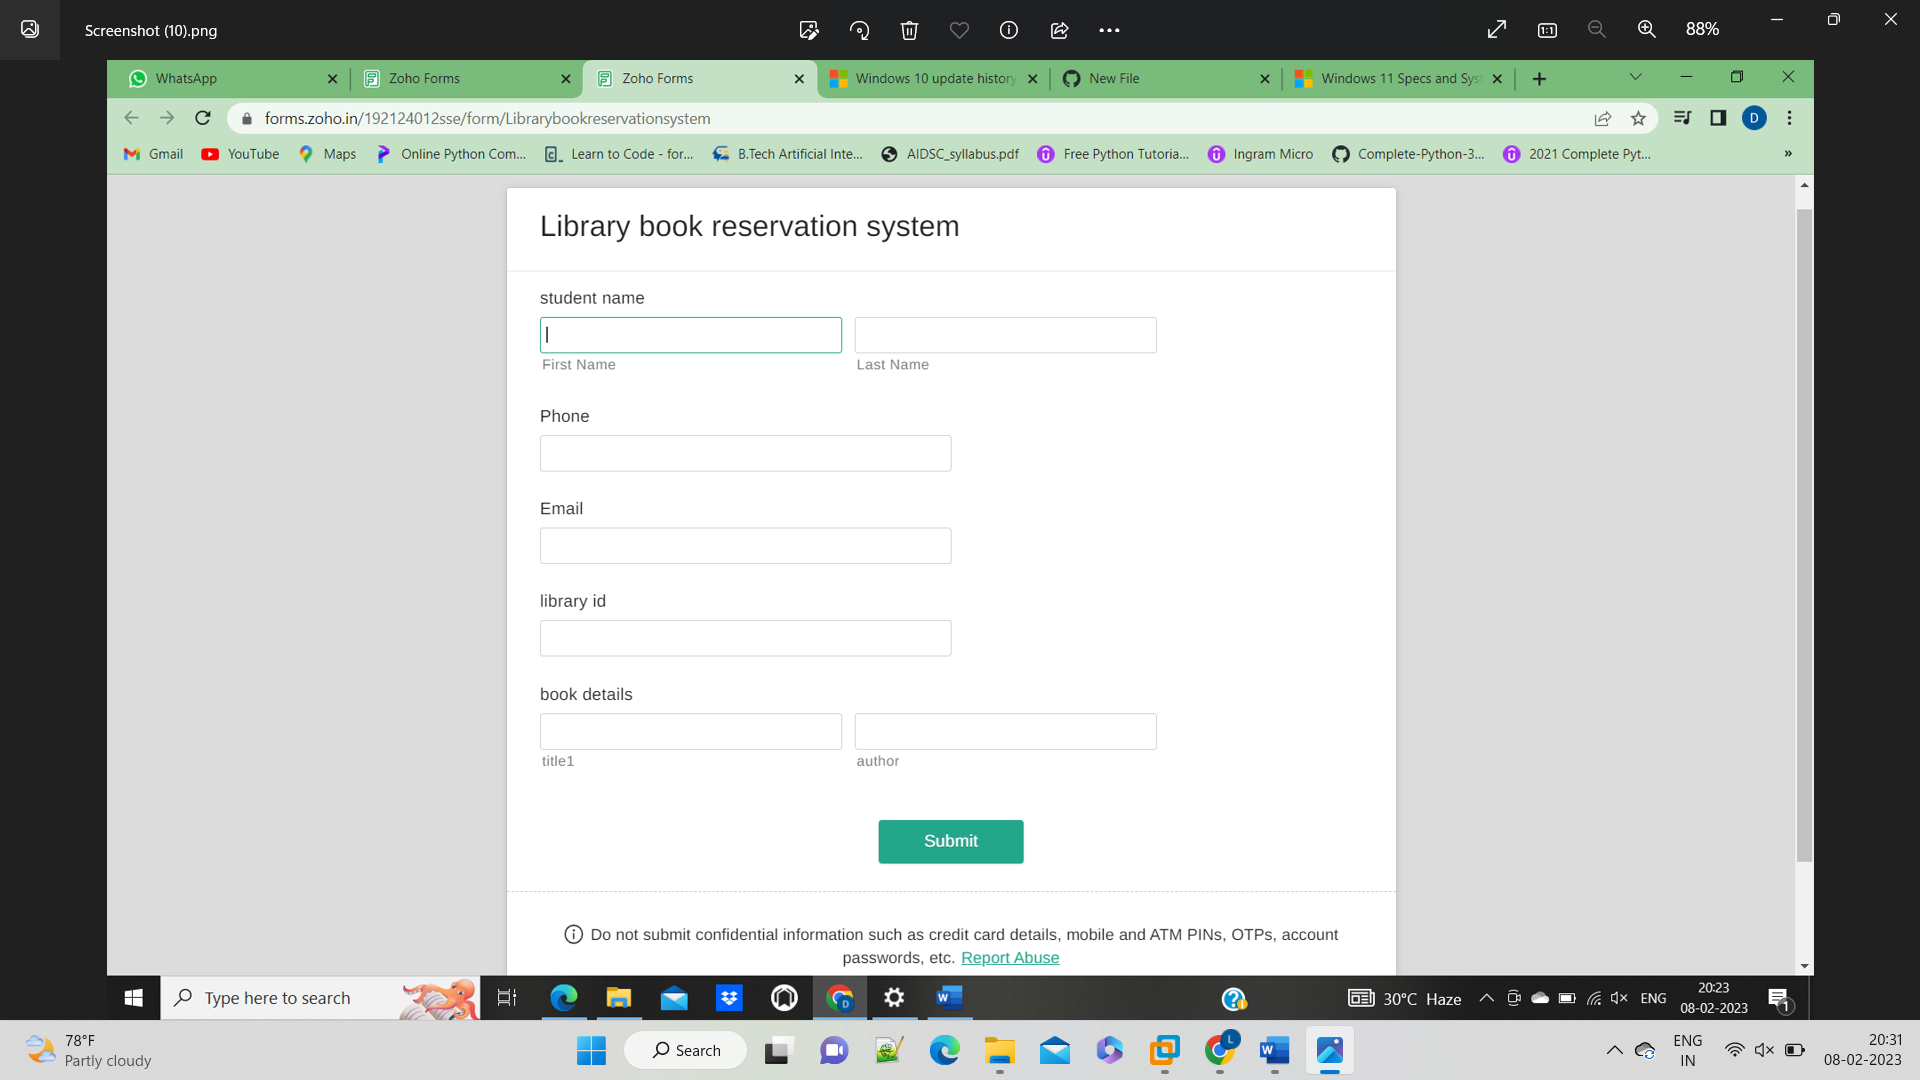 Screenshot (10).png
88%
WhatsApp
Zoho Forms
Zoho Forms
Windows 10 update history
New File
Windows 11 Specs and Sys
forms.zoho.in/192124012sse/form/Librarybookreservationsystem
D
Gmail
YouTube
Maps
Online Python Com...
Learn to Code - for...
B.Tech Artificial Inte...
AIDSC_syllabus.pdf
Free Python Tutoria...
Ingram Micro
Complete-Python-3...
2021 Complete Pyt...
»
Library book reservation system
student name
First Name
Last Name
Phone
Email
library id
book details
title1
author
Submit
Do not submit confidential information such as credit card details, mobile and ATM PINs, OTPs, account
passwords, etc. Report Abuse
Type here to search
30°C Haze
ENG
20:23
08-02-2023
1
78°F
Partly cloudy
Search
L
ENG
IN
20:31
08-02-2023